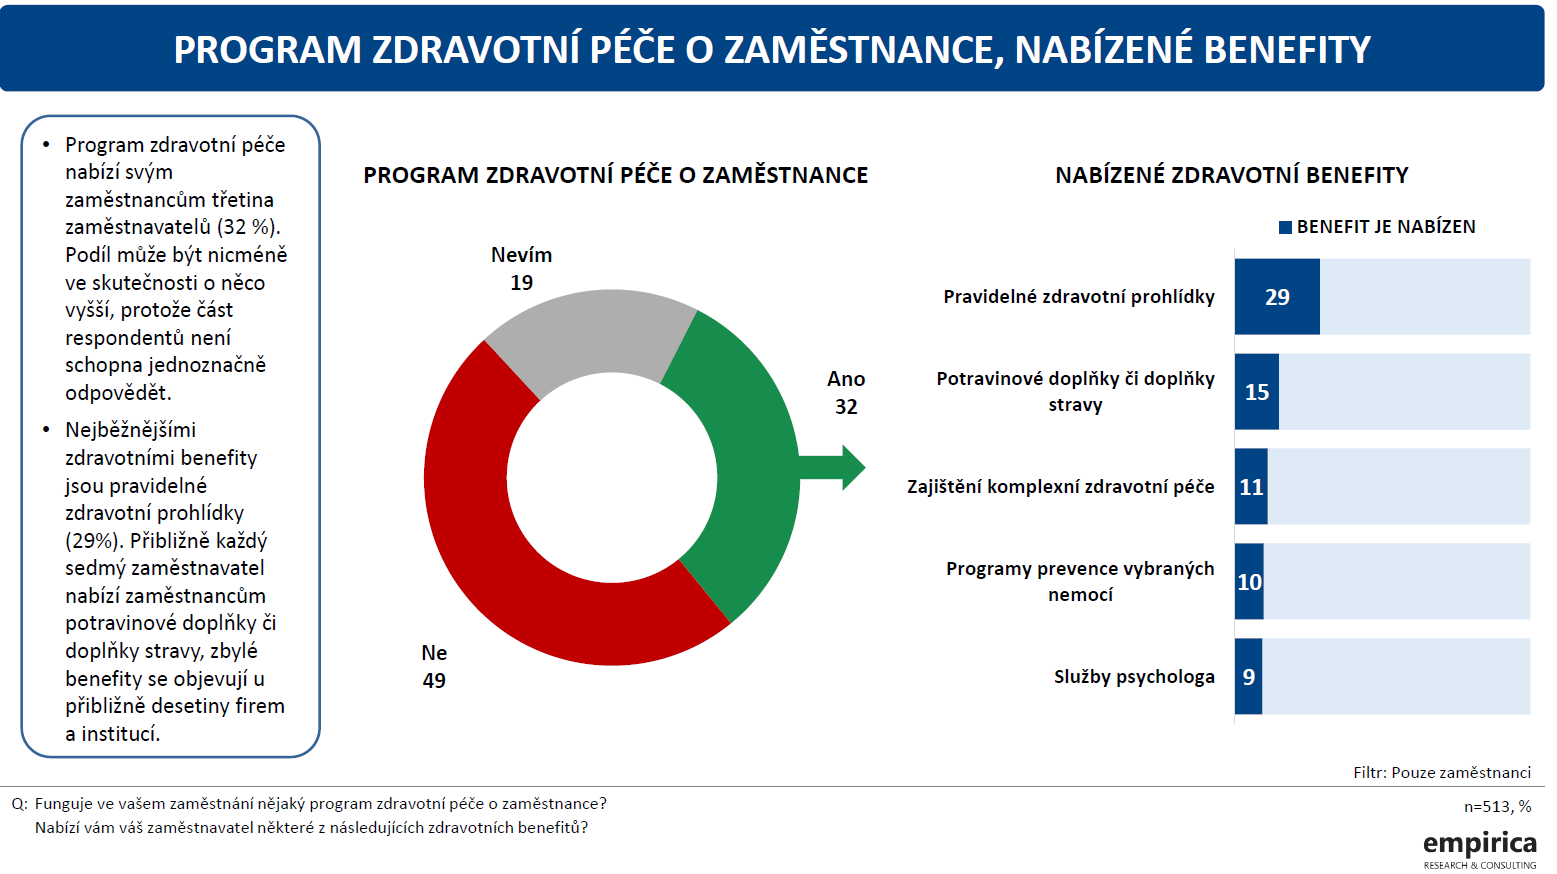 PROGRAM ZDRAVOTNÍ PÉČE O ZAMĚSTNANCE, NABÍZENÉ BENEFITY
• Program zdravotní péče
nabízí svým
zaměstnancům třetina
zaměstnavatelů (32 %).
Podíl může být nicméně
ve skutečnosti o něco
vyšší, protože část
respondentů není
schopna jednoznačně
odpovědět.
• Nejběžnějšími
zdravotními benefity
jsou pravidelné
zdravotní prohlídky
(29%). Přibližně každý
sedmý zaměstnavatel
nabízí zaměstnancům
potravinové doplňky či
doplňky stravy, zbylé
benefity se objevují u
přibližně desetiny firem
a institucí.
PROGRAM ZDRAVOTNÍ PÉČE O ZAMĚSTNANCE
Nevím
19
Ano
32
Ne
49
NABÍZENÉ ZDRAVOTNÍ BENEFITY
BENEFIT JE NABÍZEN
Pravidelné zdravotní prohlídky
29
Potravinové doplňky či doplňky
stravy
15
Zajištění komplexní zdravotní péče
11
Programy prevence vybraných
nemocí
10
Služby psychologa
9
Filtr: Pouze zaměstnanci
Q: Funguje ve vašem zaměstnání nějaký program zdravotní péče o zaměstnance?
Nabízí vám váš zaměstnavatel některé z následujících zdravotních benefitů?
n=513, %
empirica
RESEARCH & CONSULTING